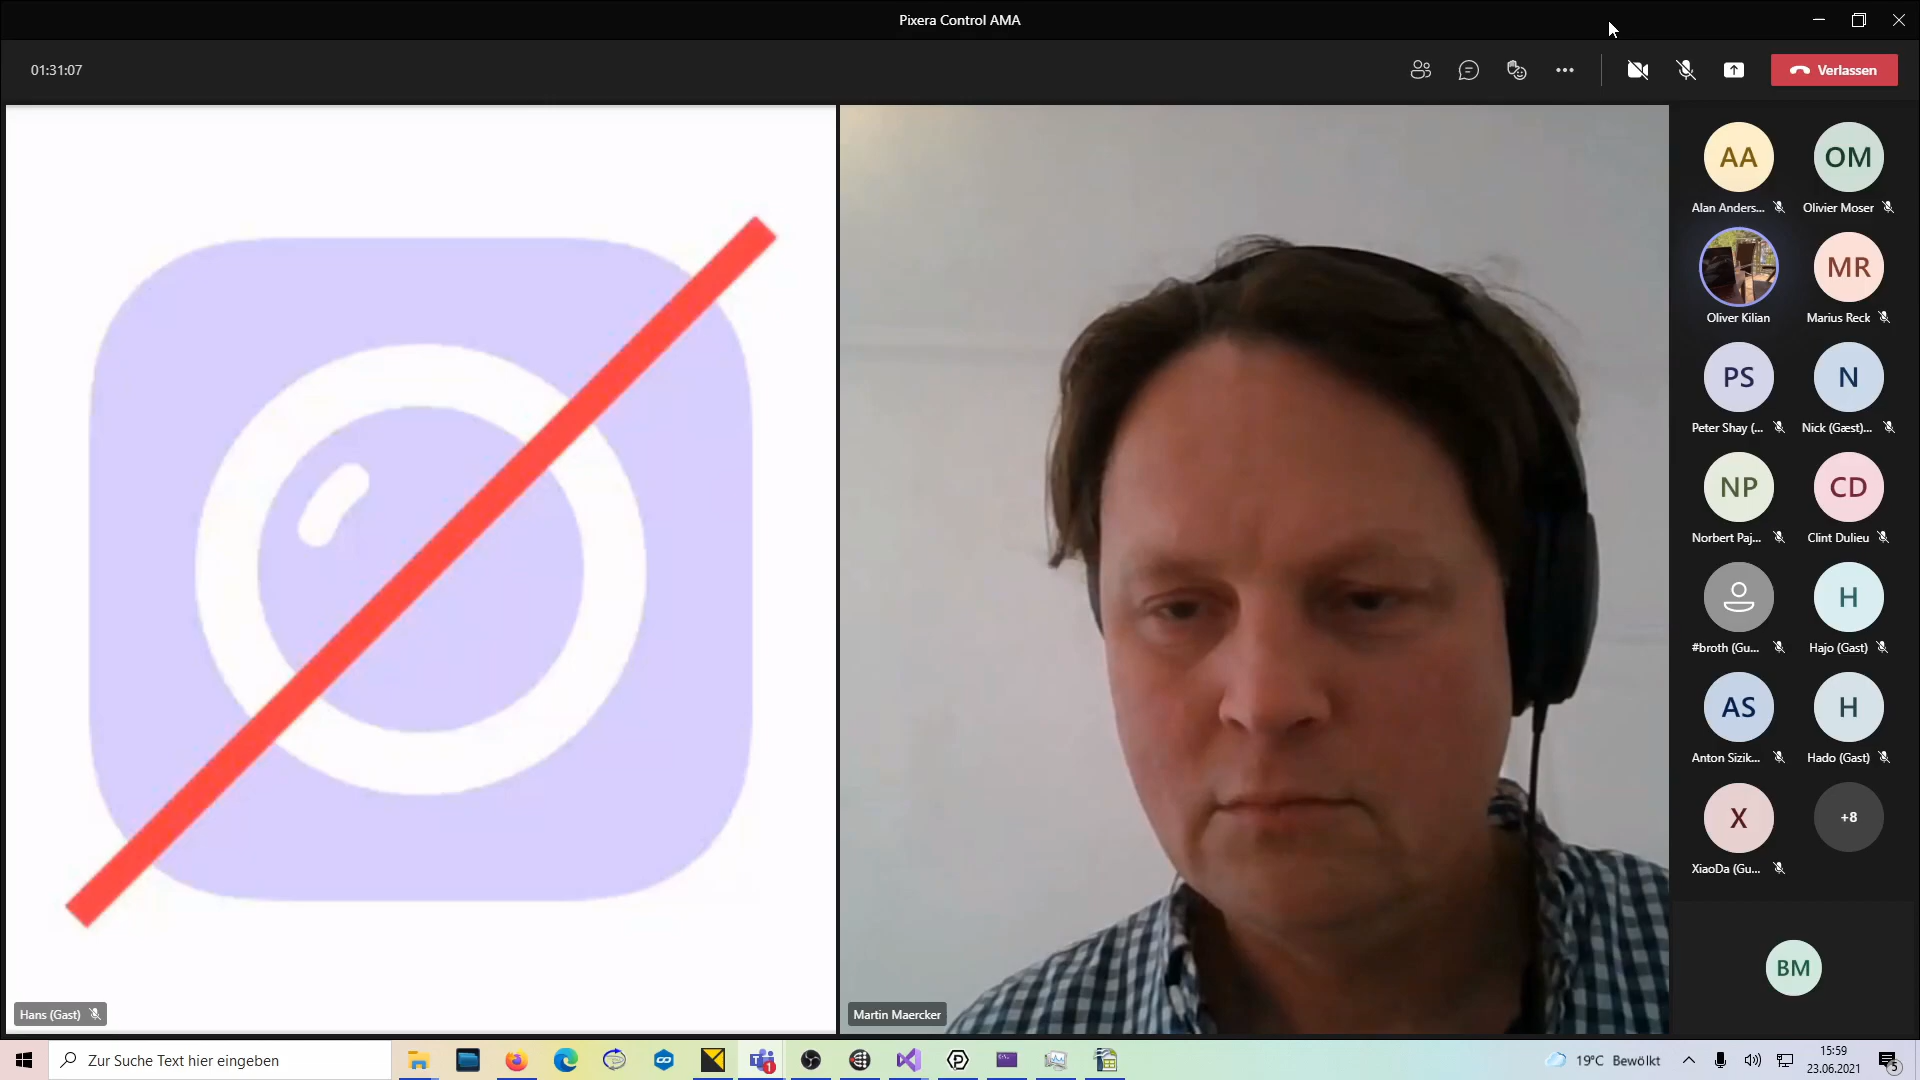 Pixera Control AMA
01:31:07
Verlassen
AA
OM
Alan Anders...
Olivier Moser
Oliver Kilian
MR
Marius Reck
PS
N
Peter Shay (...
Nick (Gæst)...
NP
CD
Norbert Paj...
Clint Dulieu
#broth (Gu...
H
Hajo (Gast)
AS
H
Anton Sizik...
Hado (Gast)
X
+8
XiaoDa (Gu...
BM
Hans (Gast)
Martin Maercker
Zur Suche Text hier eingeben
1
19°C Bewölkt
15:59
23.06.2021
5